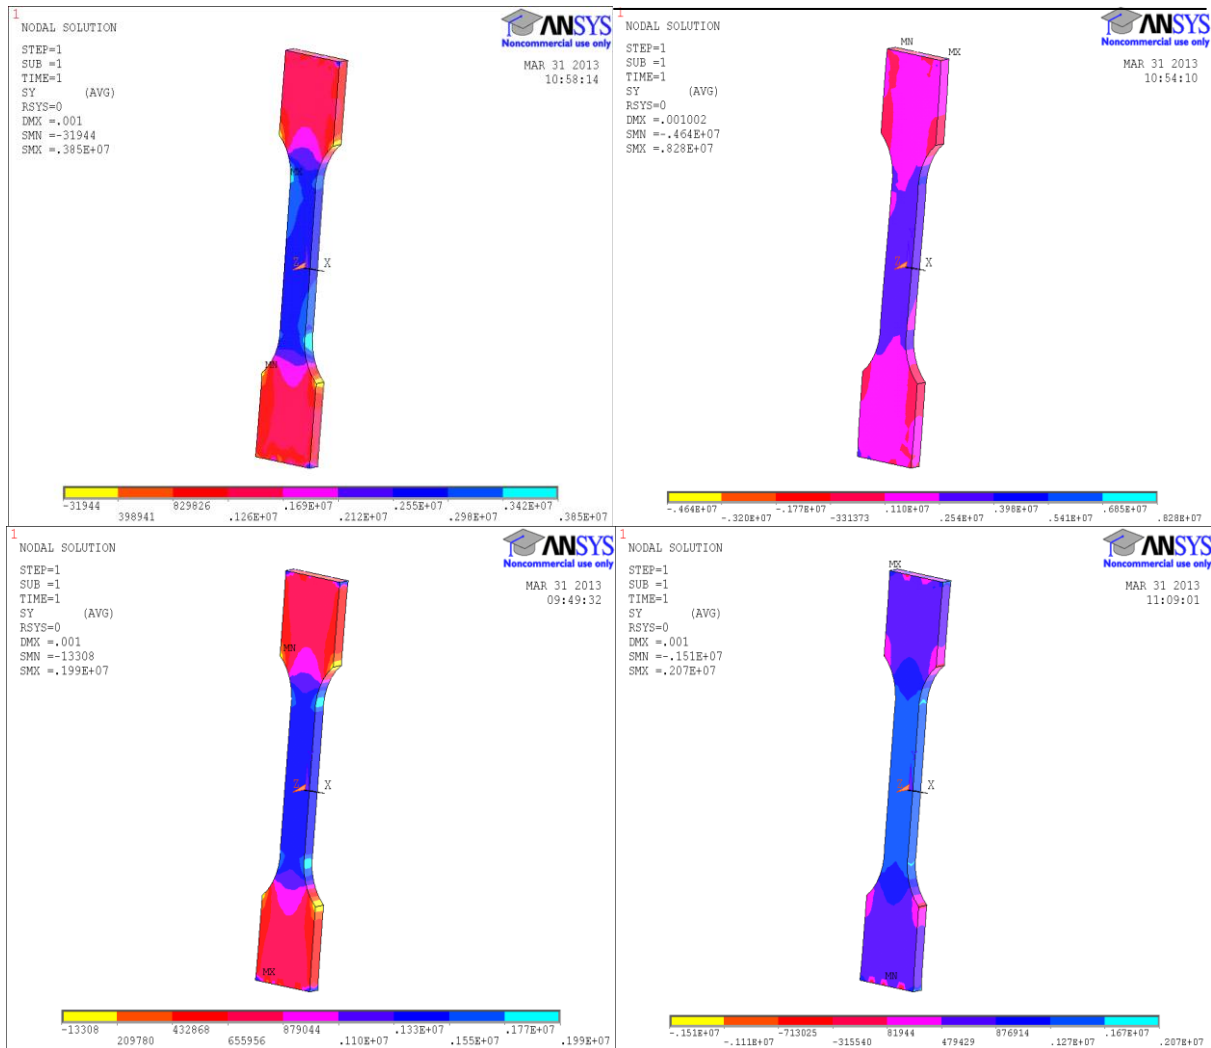 1
NODAL SOLUTION
STEP=1
SUB =1
TIME=1
SY (AVG)
RSYS=0
DMX =.001
SMN =-31944
SMX =.385E+07
ANSYS
Noncommercial use only
MAR 31 2013
10:58:14
MX
Z X
MN
-31944 829826 .169E+07 .255E+07 .342E+07
398941 .126E+07 .212E+07 .298E+07 .385E+07
1
NODAL SOLUTION
STEP=1
SUB =1
TIME=1
SY (AVG)
RSYS=0
DMX =.001002
SMN =-.464E+07
SMX =.828E+07
ANSYS
Noncommercial use only
MAR 31 2013
10:54:10
MN MX
Z X
-.464E+07 -.177E+07 .110E+07 .398E+07 .685E+07
-.320E+07 -331373 .254E+07 .541E+07 .828E+07
1
NODAL SOLUTION
STEP=1
SUB =1
TIME=1
SY (AVG)
RSYS=0
DMX =.001
SMN =-13308
SMX =.199E+07
ANSYS
Noncommercial use only
MAR 31 2013
09:49:32
MN
Z X
MX
-13308 432868 879044 .133E+07 .177E+07
209780 655956 .110E+07 .155E+07 .199E+07
1
NODAL SOLUTION
STEP=1
SUB =1
TIME=1
SY (AVG)
RSYS=0
DMX =.001
SMN =-.151E+07
SMX =.207E+07
ANSYS
Noncommercial use only
MAR 31 2013
11:09:01
MX
Y
Z X
MN
-.151E+07 -713025 81944 876914 .167E+07
-.111E+07 -315540 479429 .127E+07 .207E+07